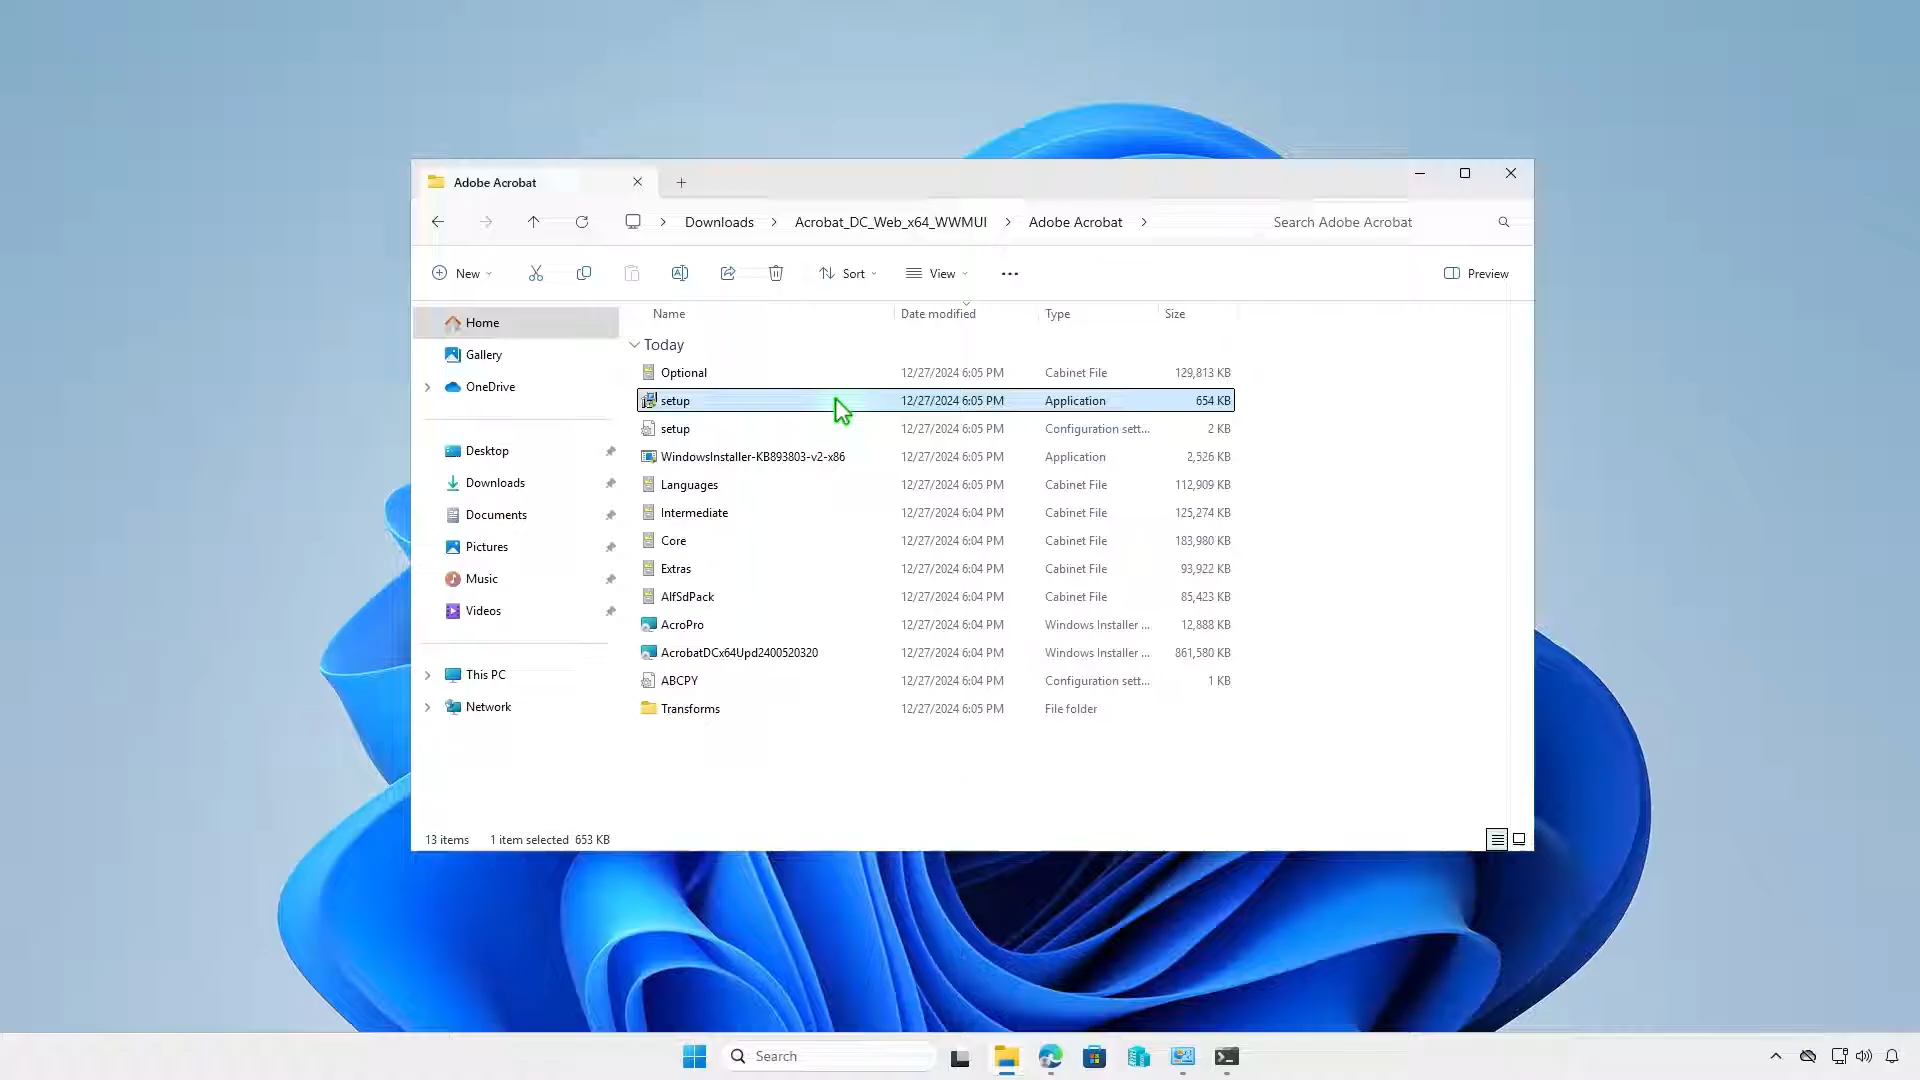 Adobe Acrobat
Downloads Acrobat_DC_Web_x64_WWMUI Adobe Acrobat Search Adobe Acrobat
New Sort View Preview
Name Date modified Type Size
Home
Gallery
OneDrive
Desktop
Downloads
Documents
Pictures
Music
Videos
This PC
Network
Today
Optional 12/27/2024 6:05 PM Cabinet File 129,813 KB
setup 12/27/2024 6:05 PM Application 654 KB
setup 12/27/2024 6:05 PM Configuration sett... 2 KB
WindowsInstaller-KB893803-v2-x86 12/27/2024 6:05 PM Application 2,526 KB
Languages 12/27/2024 6:05 PM Cabinet File 112,909 KB
Intermediate 12/27/2024 6:04 PM Cabinet File 125,274 KB
Core 12/27/2024 6:04 PM Cabinet File 183,980 KB
Extras 12/27/2024 6:04 PM Cabinet File 93,922 KB
AlfSdPack 12/27/2024 6:04 PM Cabinet File 85,423 KB
AcroPro 12/27/2024 6:04 PM Windows Installer ... 12,888 KB
AcrobatDCx64Upd2400520320 12/27/2024 6:04 PM Windows Installer ... 861,580 KB
ABCPY 12/27/2024 6:04 PM Configuration sett... 1 KB
Transforms 12/27/2024 6:05 PM File folder
13 items 1 item selected 653 KB
Search